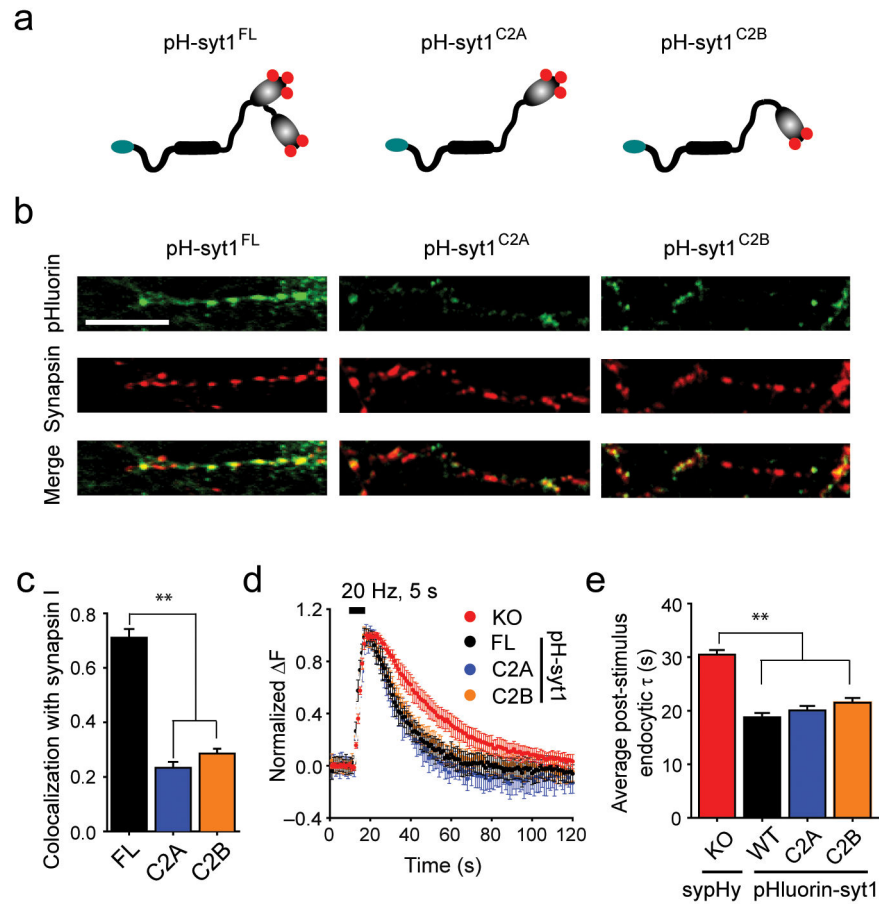 a
pH-syt1FL pH-syt1C2A pH-syt1C2B
b
pH-syt1FL pH-syt1C2A pH-syt1C2B
pHluorin
Synapsin
Merge
c
Colocalization with synapsin I
0.8
0.6
0.4
0.2
0.0
**
FL C2A C2B
d
20 Hz, 5 s
Normalized ΔF
1.2
0.8
0.4
0.0
–0.4
KO
FL
C2A
C2B
pH-syt1
0 20 40 60 80 100 120
Time (s)
e
Average post-stimulus
endocytic τ (s)
40
30
20
10
0
**
KO WT C2A C2B
sypHy pHluorin-syt1